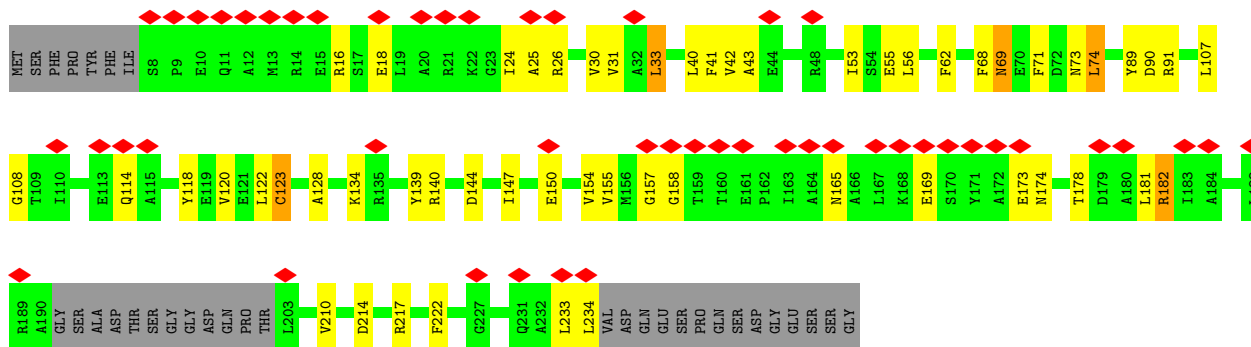 MET SER PHE PRO TYR PHE ILE S8 P9 E10 Q11 A12 M13 R14 E15 R16 S17 E18 L19 A20 R21 K22 G23 I24 A25 R26 V30 V31 A32 L33 L40 F41 V42 A43 E44 R48 I53 S54 E55 L56 F62 F68 N69 E70 F71 D72 N73 L74 Y89 D90 R91 L107
G108 T109 I110 E113 Q114 A115 Y118 E119 V120 E121 L122 C123 A128 K134 R135 Y139 R140 D144 I147 E150 V154 V155 M156 G157 G158 T159 T160 E161 P162 I163 A164 N165 A166 L167 K168 E169 S170 Y171 A172 E173 N174 T178 D179 A180 L181 R182 I183 A184
R189 A190 GLY SER ALA ASP THR SER GLY GLY ASP GLN PRO THR L203 V210 D214 R217 F222 G227 Q231 A232 L233 L234 VAL ASP GLN GLU SER PRO GLN SER ASP GLY GLU SER SER GLY